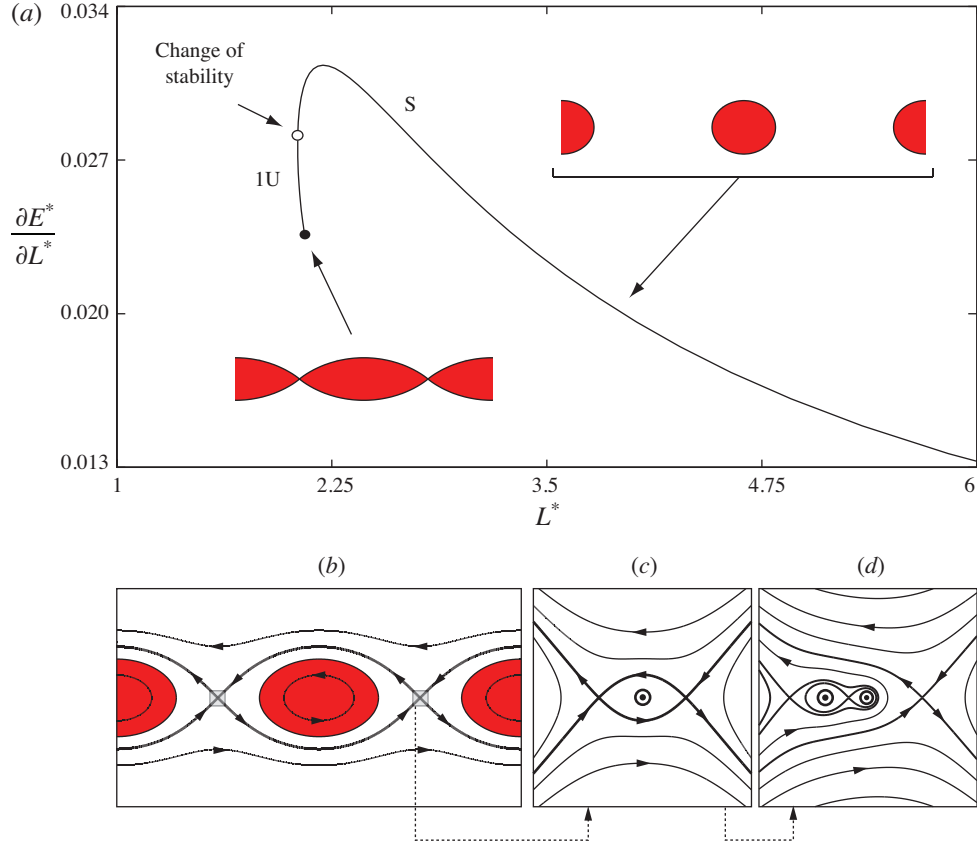 (a)
0.034
0.027
0.020
0.013
∂E*
∂L*
Change of
stability
S
1U
1
2.25
3.5
4.75
6
L*
(b)
(c)
(d)